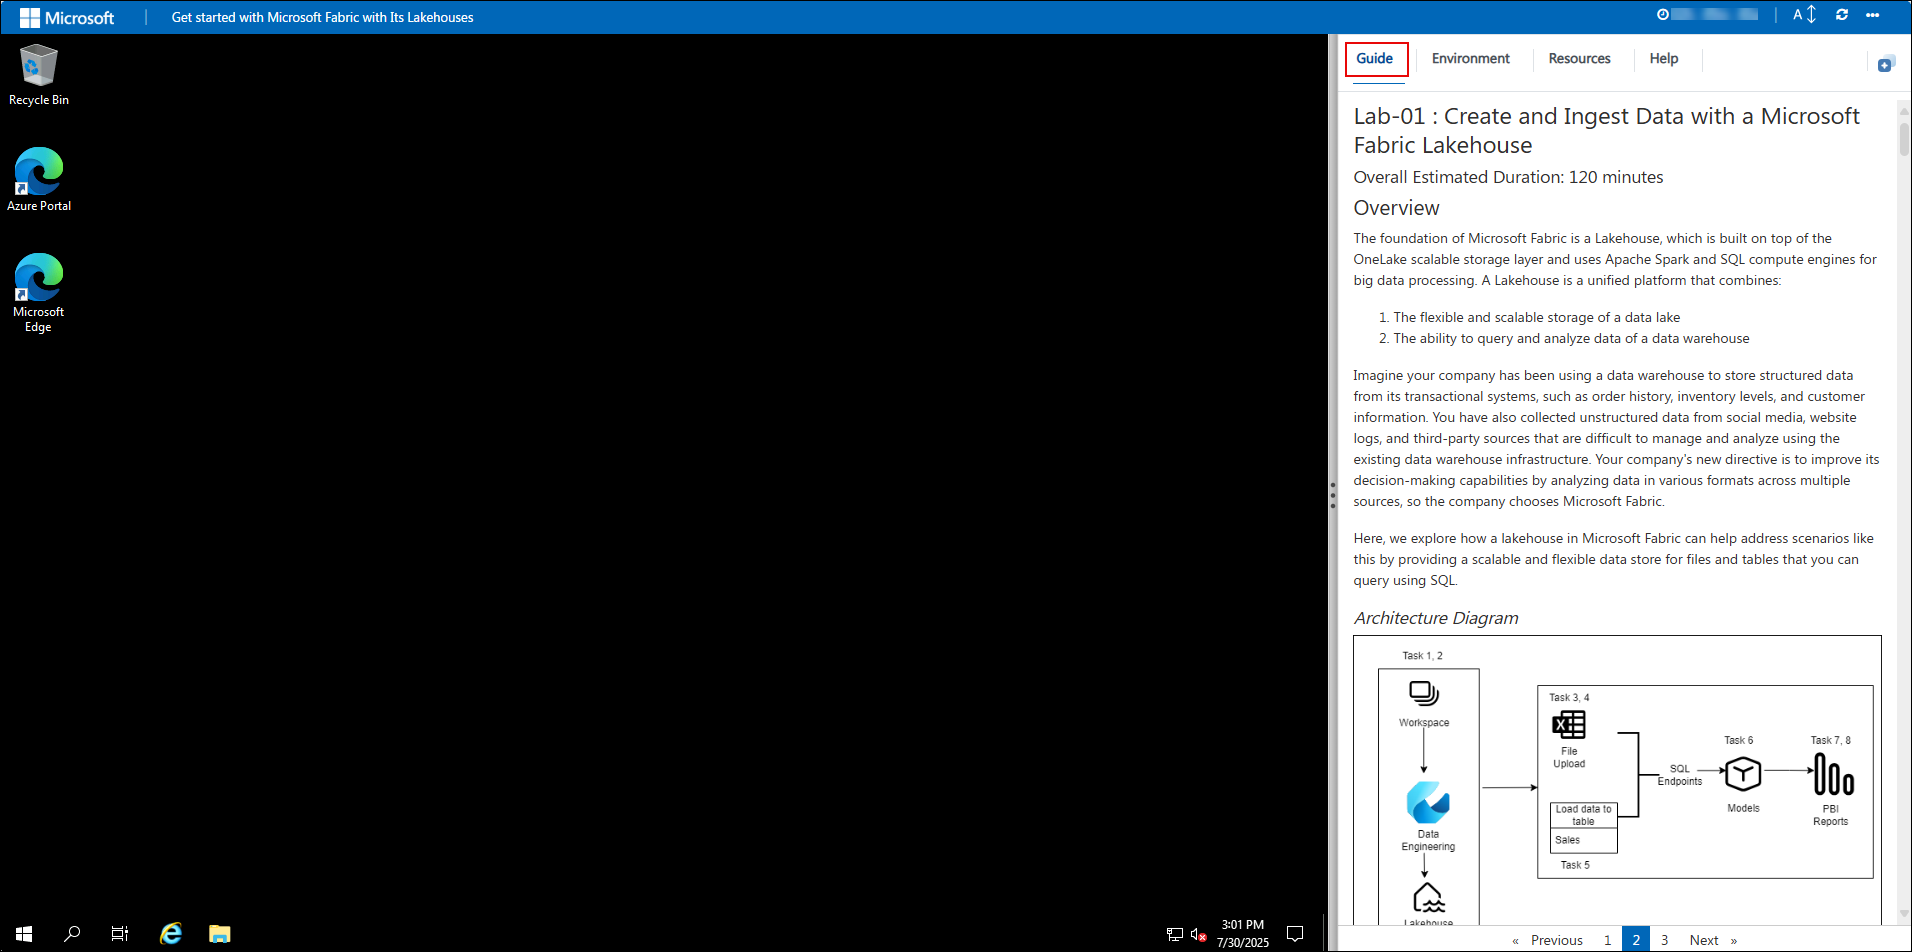 Microsoft
Get started with Microsoft Fabric with Its Lakehouses
A
Recycle Bin
Azure Portal
Microsoft
Edge
Guide
Environment
Resources
Help
Lab-01 : Create and Ingest Data with a Microsoft
Fabric Lakehouse
Overall Estimated Duration: 120 minutes
Overview
The foundation of Microsoft Fabric is a Lakehouse, which is built on top of the
OneLake scalable storage layer and uses Apache Spark and SQL compute engines for
big data processing. A Lakehouse is a unified platform that combines:
1. The flexible and scalable storage of a data lake
2. The ability to query and analyze data of a data warehouse
Imagine your company has been using a data warehouse to store structured data
from its transactional systems, such as order history, inventory levels, and customer
information. You have also collected unstructured data from social media, website
logs, and third-party sources that are difficult to manage and analyze using the
existing data warehouse infrastructure. Your company's new directive is to improve its
decision-making capabilities by analyzing data in various formats across multiple
sources, so the company chooses Microsoft Fabric.
Here, we explore how a lakehouse in Microsoft Fabric can help address scenarios like
this by providing a scalable and flexible data store for files and tables that you can
query using SQL.
Architecture Diagram
Task 1, 2
Workspace
Data
Engineering
Lakehouse
Task 3, 4
File
Upload
Load data to
table
Sales
Task 5
SQL
Endpoints
Task 6
Models
Task 7, 8
PBI
Reports
3:01 PM
7/30/2025
« Previous 1 2 3 Next »